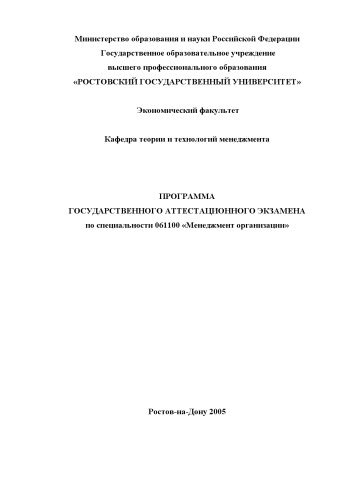 Министерство образования и науки Российской Федерации
Государственное образовательное учреждение
высшего профессионального образования
«РОСТОВСКИЙ ГОСУДАРСТВЕННЫЙ УНИВЕРСИТЕТ»
Экономический факультет
Кафедра теории и технологий менеджмента
ПРОГРАММА
ГОСУДАРСТВЕННОГО АТТЕСТАЦИОННОГО ЭКЗАМЕНА
по специальности 061100 «Менеджмент организации»
Ростов-на-Дону 2005